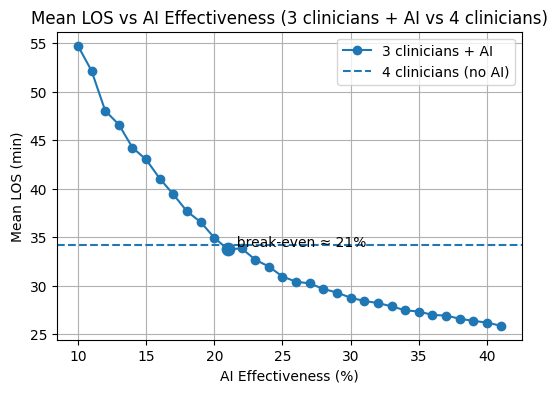 Mean LOS vs AI Effectiveness (3 clinicians + AI vs 4 clinicians)
55
50
45
40
35
30
25
Mean LOS (min)
3 clinicians + AI
4 clinicians (no AI)
break-even ≈ 21%
10 15 20 25 30 35 40
AI Effectiveness (%)